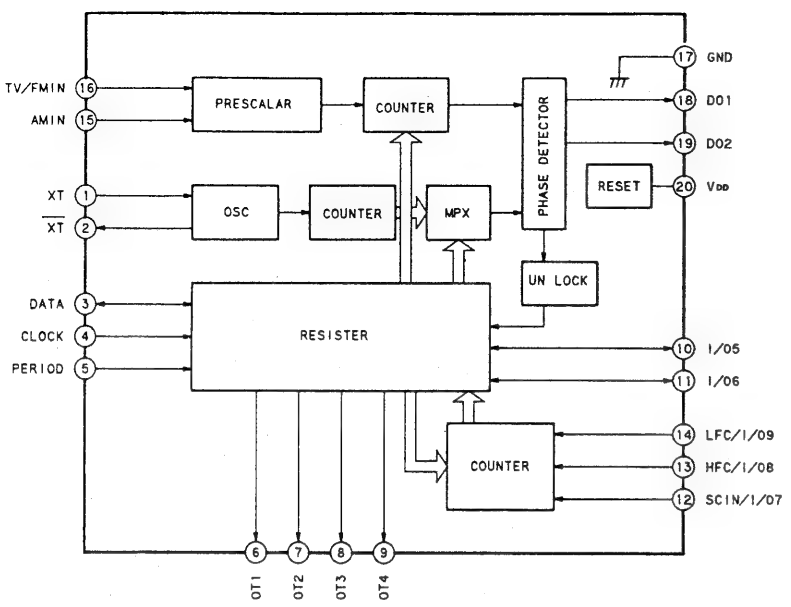 17 GND
TV/FMIN 16
PRESCALAR
COUNTER
PHASE DETECTOR
18 DO1
AMIN 15
19 DO2
XT 1
OSC
COUNTER
MPX
RESET
20 VDD
XT 2
UN LOCK
DATA 3
RESISTER
CLOCK 4
10 I/O5
PERIOD 5
11 I/O6
14 LFC/I/O9
COUNTER
13 HFC/I/O8
12 SCIN/I/O7
6 7 8 9
OT1 OT2 OT3 OT4